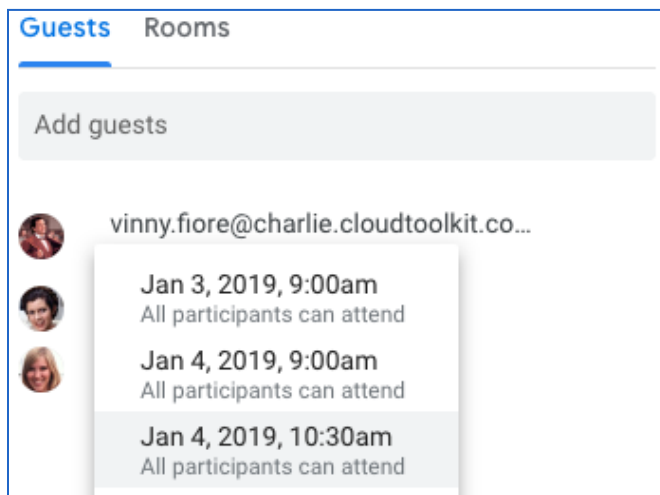 Guests Rooms
Add guests
vinny.fiore@charlie.cloudtoolkit.co...
Jan 3, 2019, 9:00am
All participants can attend
Jan 4, 2019, 9:00am
All participants can attend
Jan 4, 2019, 10:30am
All participants can attend